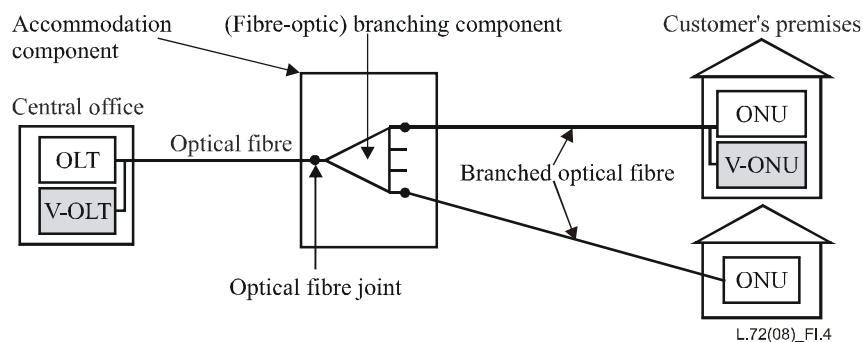 Accommodation
component
(Fibre-optic) branching component
Customer's premises
Central office
OLT
V-OLT
Optical fibre
ONU
V-ONU
Branched optical fibre
Optical fibre joint
ONU
L.72(08)_FI.4